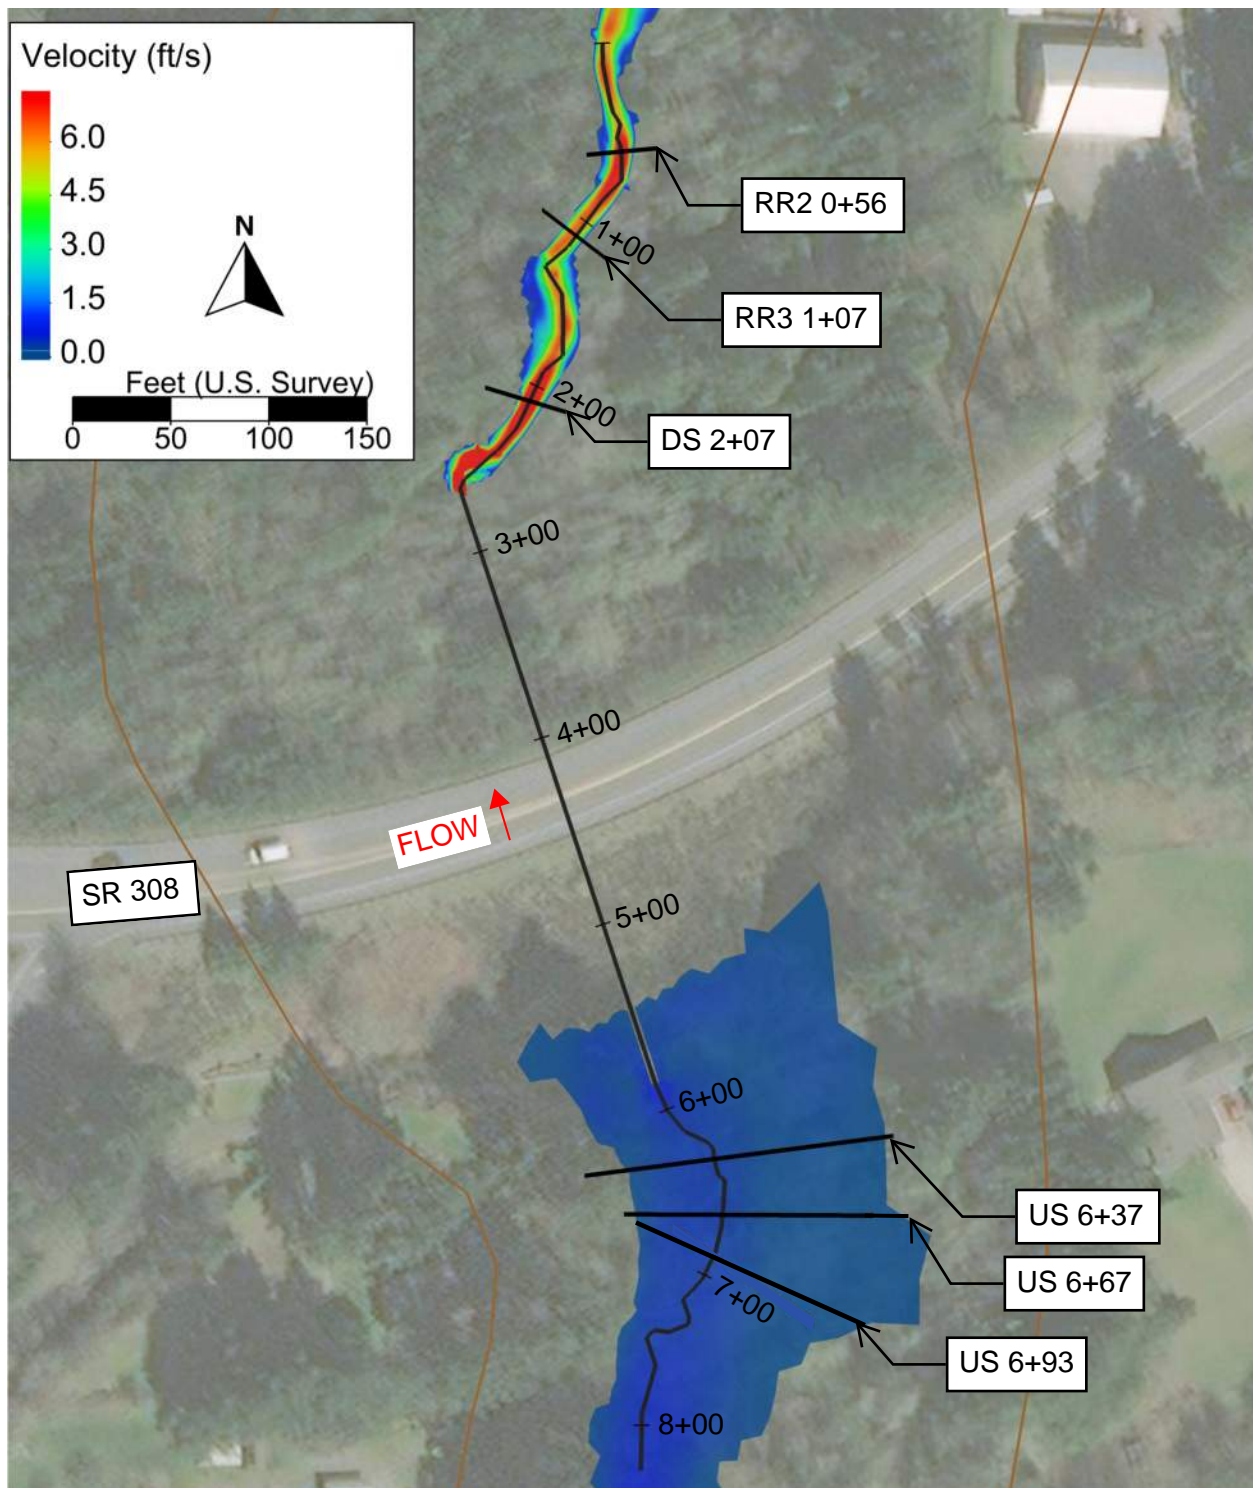 Velocity (ft/s)
6.0
4.5
3.0
1.5
0.0
N
Feet (U.S. Survey)
0 50 100 150
RR2 0+56
1+00
RR3 1+07
2+00
DS 2+07
3+00
4+00
FLOW
SR 308
5+00
6+00
US 6+37
US 6+67
7+00
US 6+93
8+00